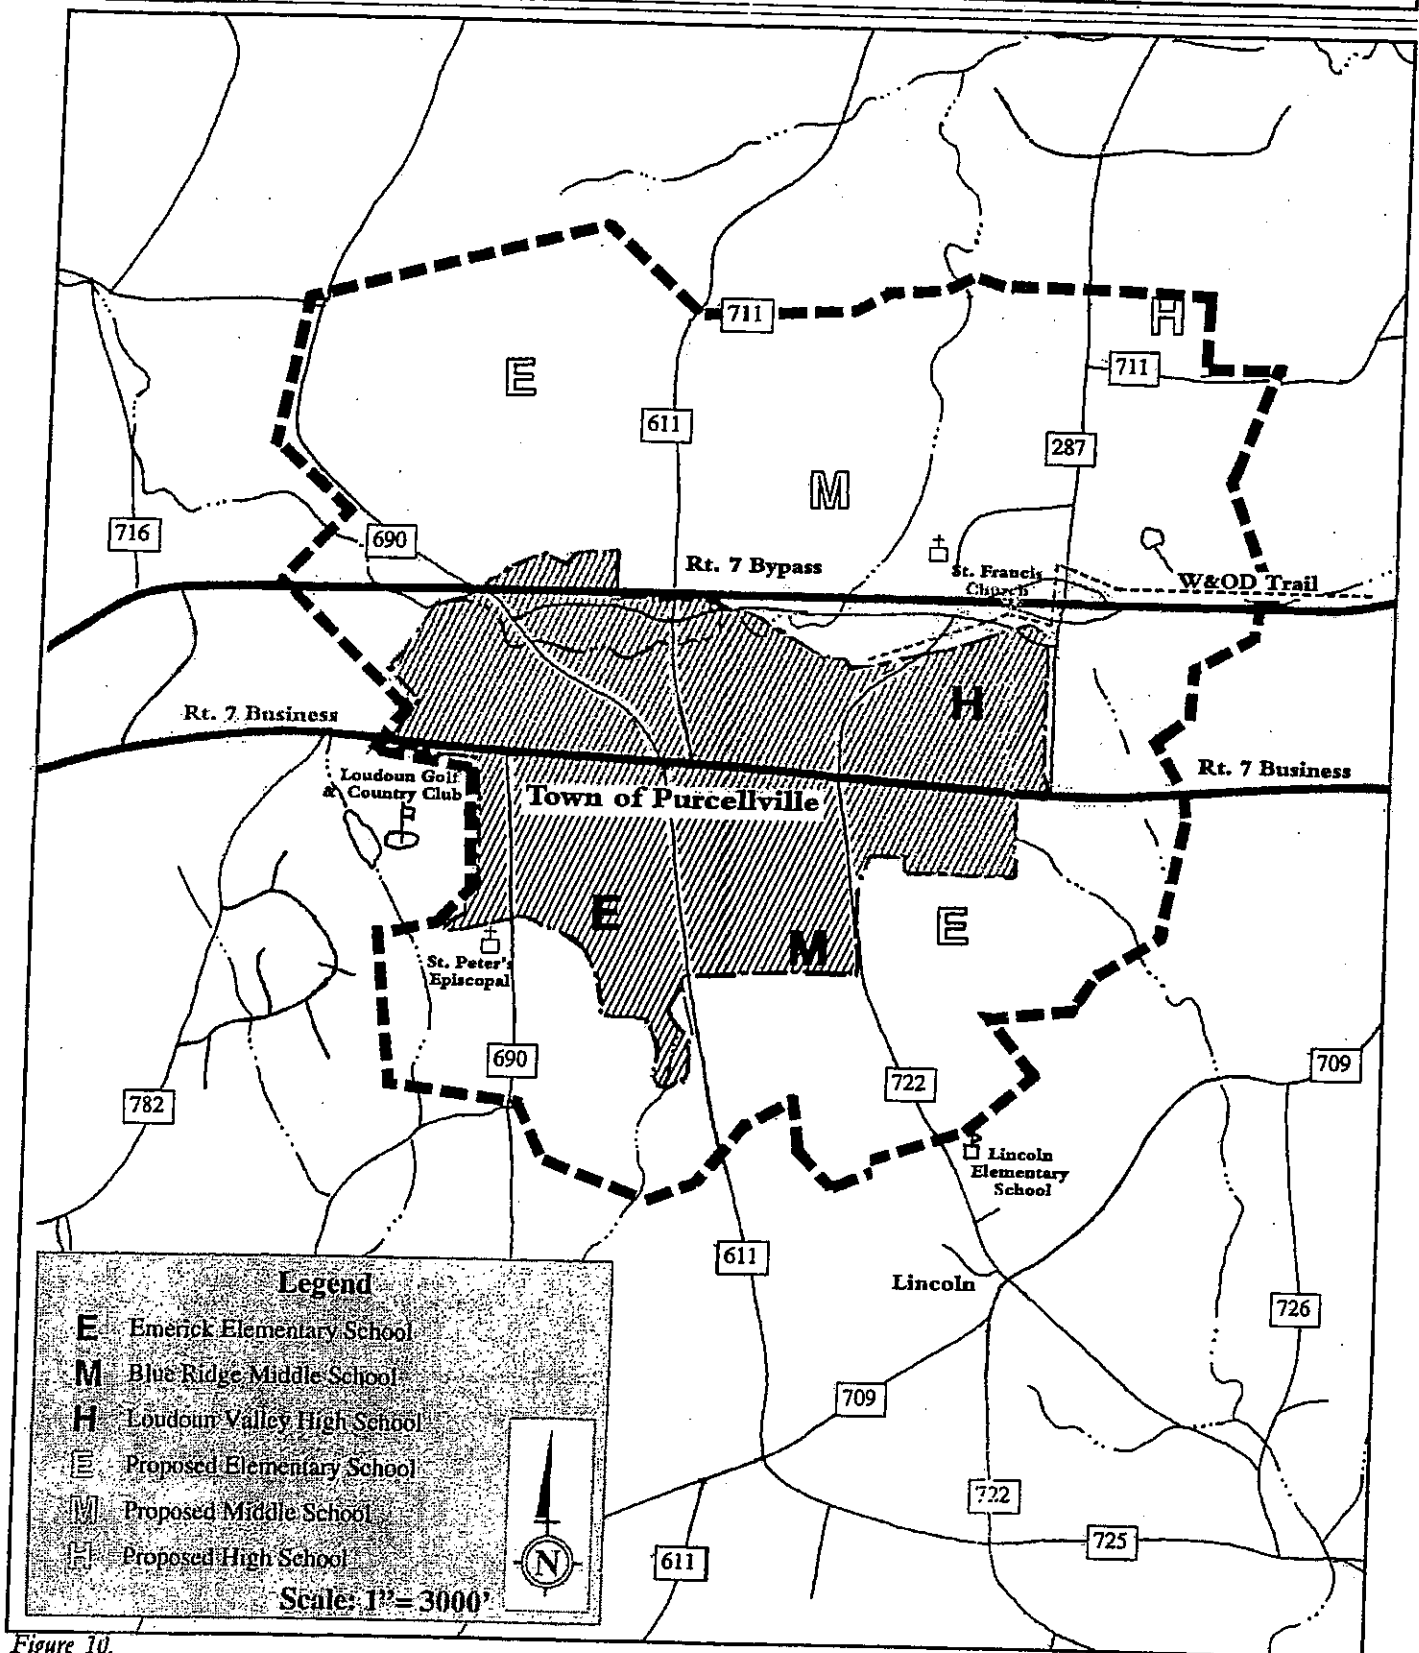 H
711
E
711
611
287
M
716
690
Rt. 7 Bypass
St. Francis
Church
W&OD Trail
H
Rt. 7 Business
Rt. 7 Business
Loudoun Golf
& Country Club
Town of Purcellville
E
E
M
St. Peter's
Episcopal
690
722
709
782
Lincoln
Elementary
School
611
Lincoln
726
709
722
725
611
Legend
E Emerick Elementary School
M Blue Ridge Middle School
H Loudoun Valley High School
E Proposed Elementary School
M Proposed Middle School
H Proposed High School
Scale: 1"= 3000'
N
Figure 10.